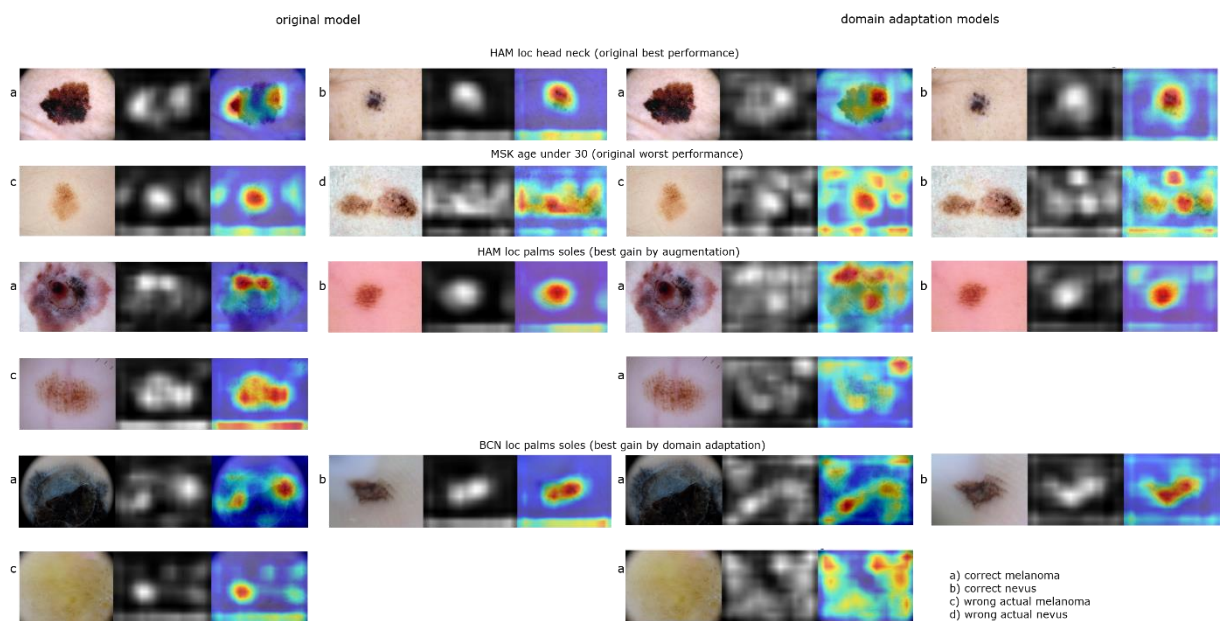 original model
domain adaptation models
HAM loc head neck (original best performance)
a
b
a
b
MSK age under 30 (original worst performance)
c
d
c
b
HAM loc palms soles (best gain by augmentation)
a
b
a
b
c
a
BCN loc palms soles (best gain by domain adaptation)
a
b
a
b
c
a
a) correct melanoma
b) correct nevus
c) wrong actual melanoma
d) wrong actual nevus